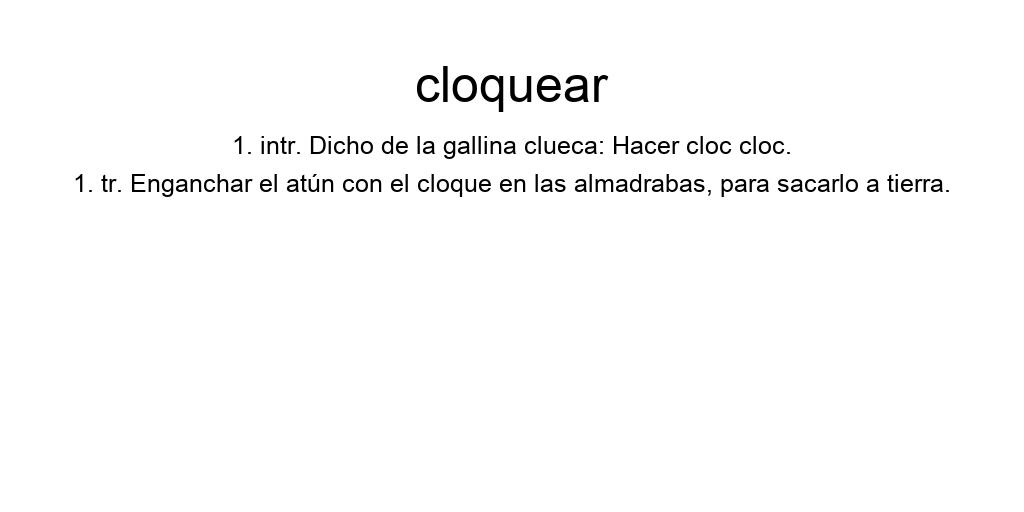 cloquear
1. intr. Dicho de la gallina clueca: Hacer cloc cloc.
1. tr. Enganchar el atún con el cloque en las almadrabas, para sacarlo a tierra.